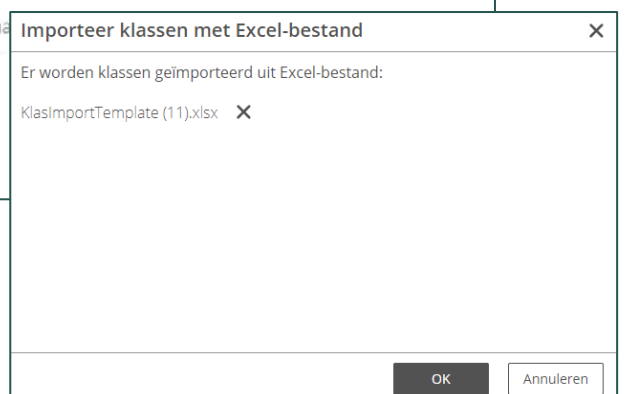 Importeer klassen met Excel-bestand
Er worden klassen geïmporteerd uit Excel-bestand:
KlasImportTemplate (11).xlsx
OK
Annuleren